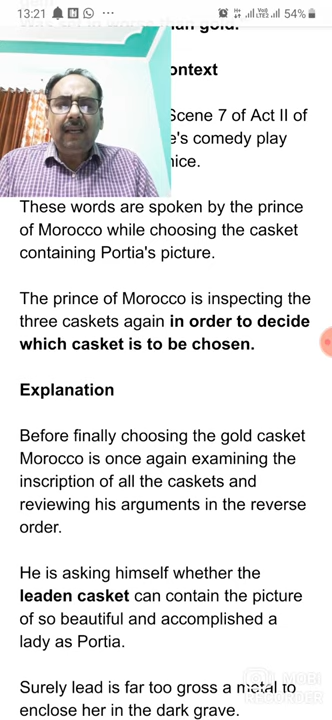 13:21
54%
than gold.
ontext
Scene 7 of Act II of
e's comedy play
nice.
These words are spoken by the prince
of Morocco while choosing the casket
containing Portia's picture.
The prince of Morocco is inspecting the
three caskets again in order to decide
which casket is to be chosen.
Explanation
Before finally choosing the gold casket
Morocco is once again examining the
inscription of all the caskets and
reviewing his arguments in the reverse
order.
He is asking himself whether the
leaden casket can contain the picture
of so beautiful and accomplished a
lady as Portia.
Surely lead is far too gross a metal to
enclose her in the dark grave.
MOBI
RECORDER